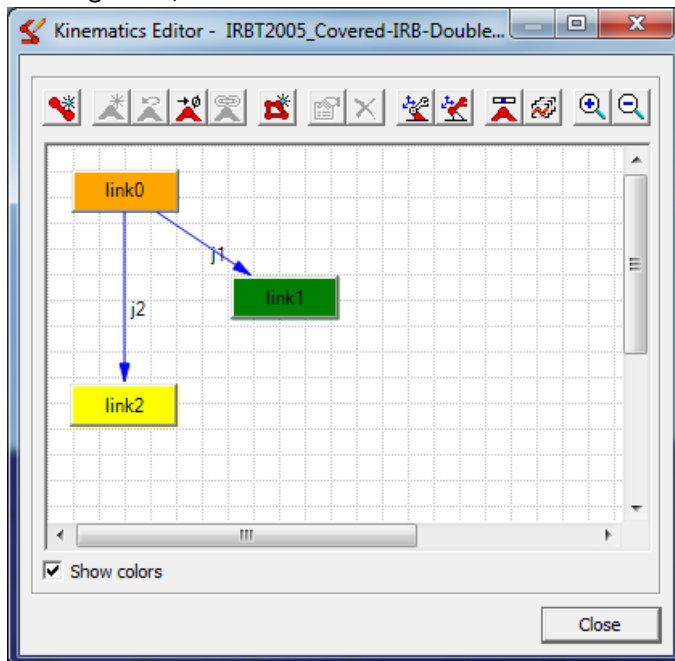 Kinematics Editor - IRBT2005_Covered-IRB-Double...
link0
j1
link1
j2
link2
Show colors
Close